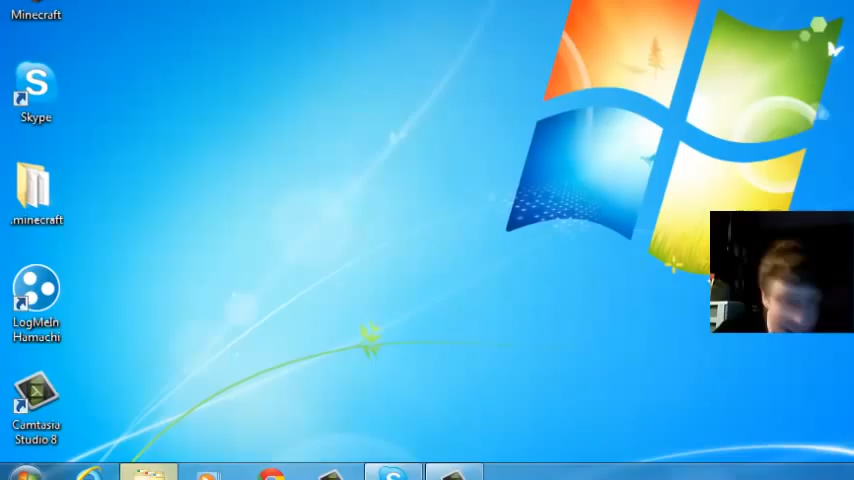 Minecraft
S
Skype
.minecraft
LogMeIn
Hamachi
Camtasia
Studio 8